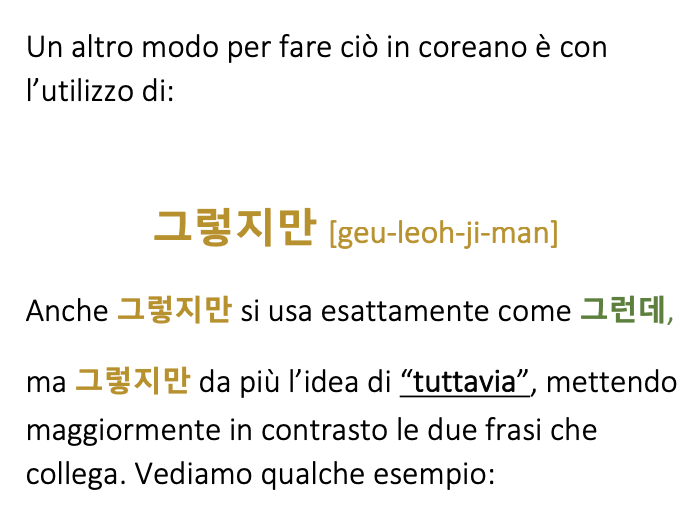 Un altro modo per fare ciò in coreano è con
l’utilizzo di:
그렇지만 [geu-leoh-ji-man]
Anche 그렇지만 si usa esattamente come 그런데,
ma 그렇지만 da più l’idea di “tuttavia”, mettendo
maggiormente in contrasto le due frasi che
collega. Vediamo qualche esempio: